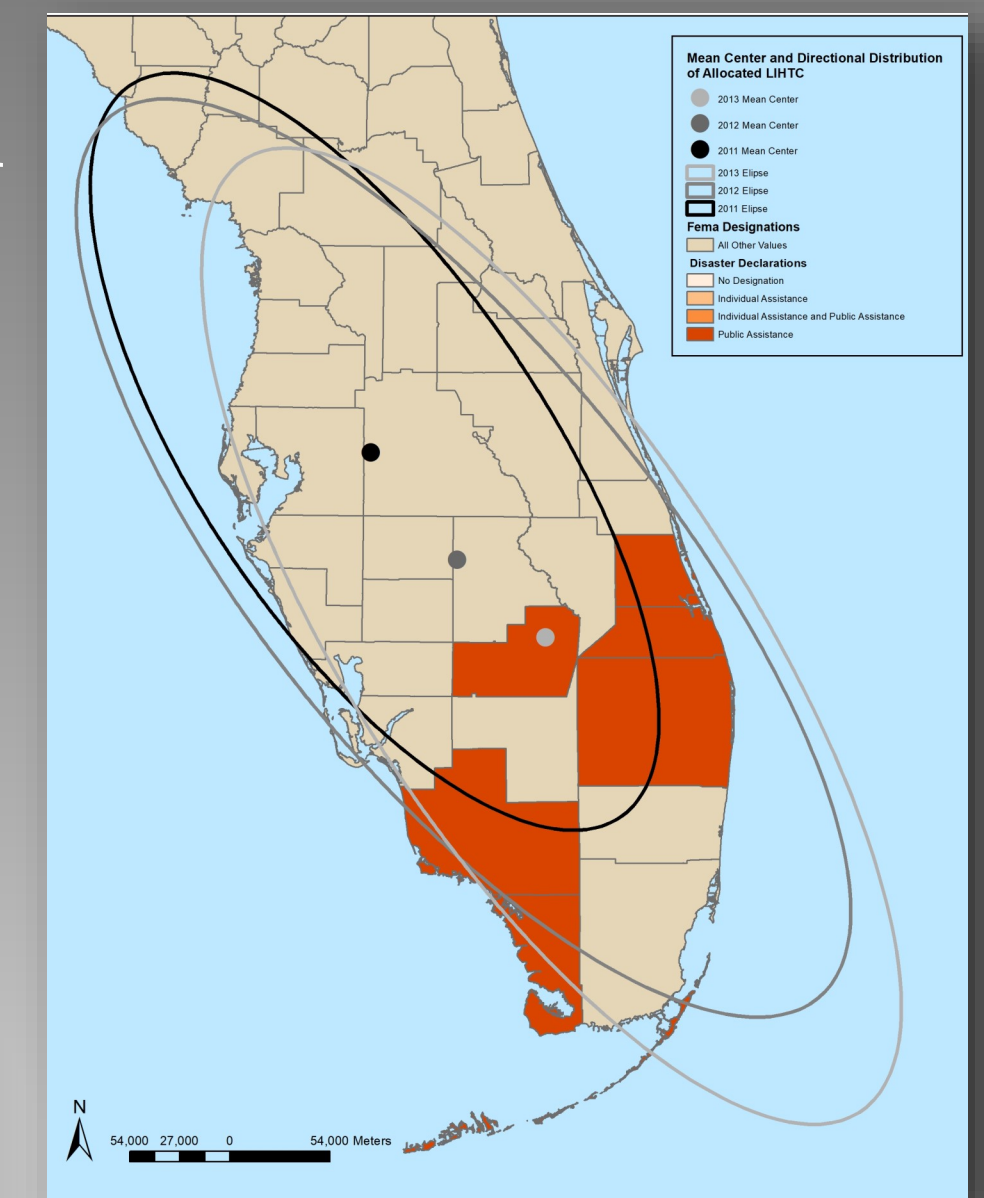 Mean Center and Directional Distribution
of Allocated LIHTC
2013 Mean Center
2012 Mean Center
2011 Mean Center
2013 Elipse
2012 Elipse
2011 Elipse
Fema Designations
All Other Values
Disaster Declarations
No Designation
Individual Assistance
Individual Assistance and Public Assistance
Public Assistance
N
54,000 27,000 0 54,000 Meters